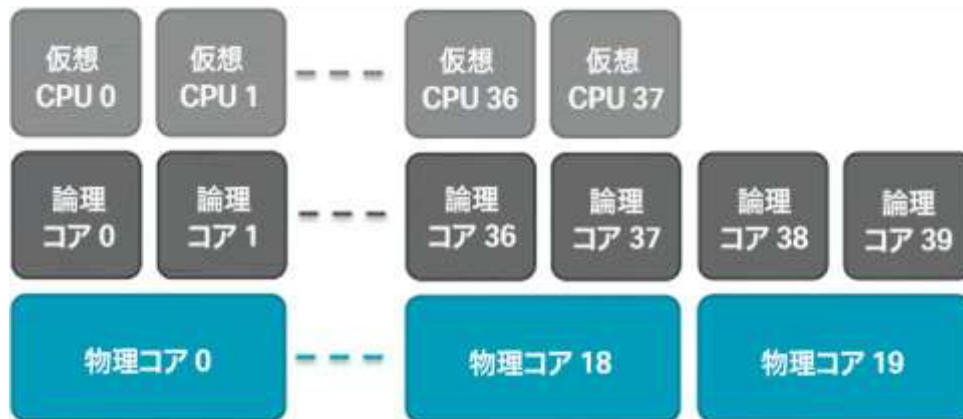 仮想
CPU 0
仮想
CPU 1
仮想
CPU 36
仮想
CPU 37
論理
コア 0
論理
コア 1
論理
コア 36
論理
コア 37
論理
コア 38
論理
コア 39
物理コア 0
物理コア 18
物理コア 19